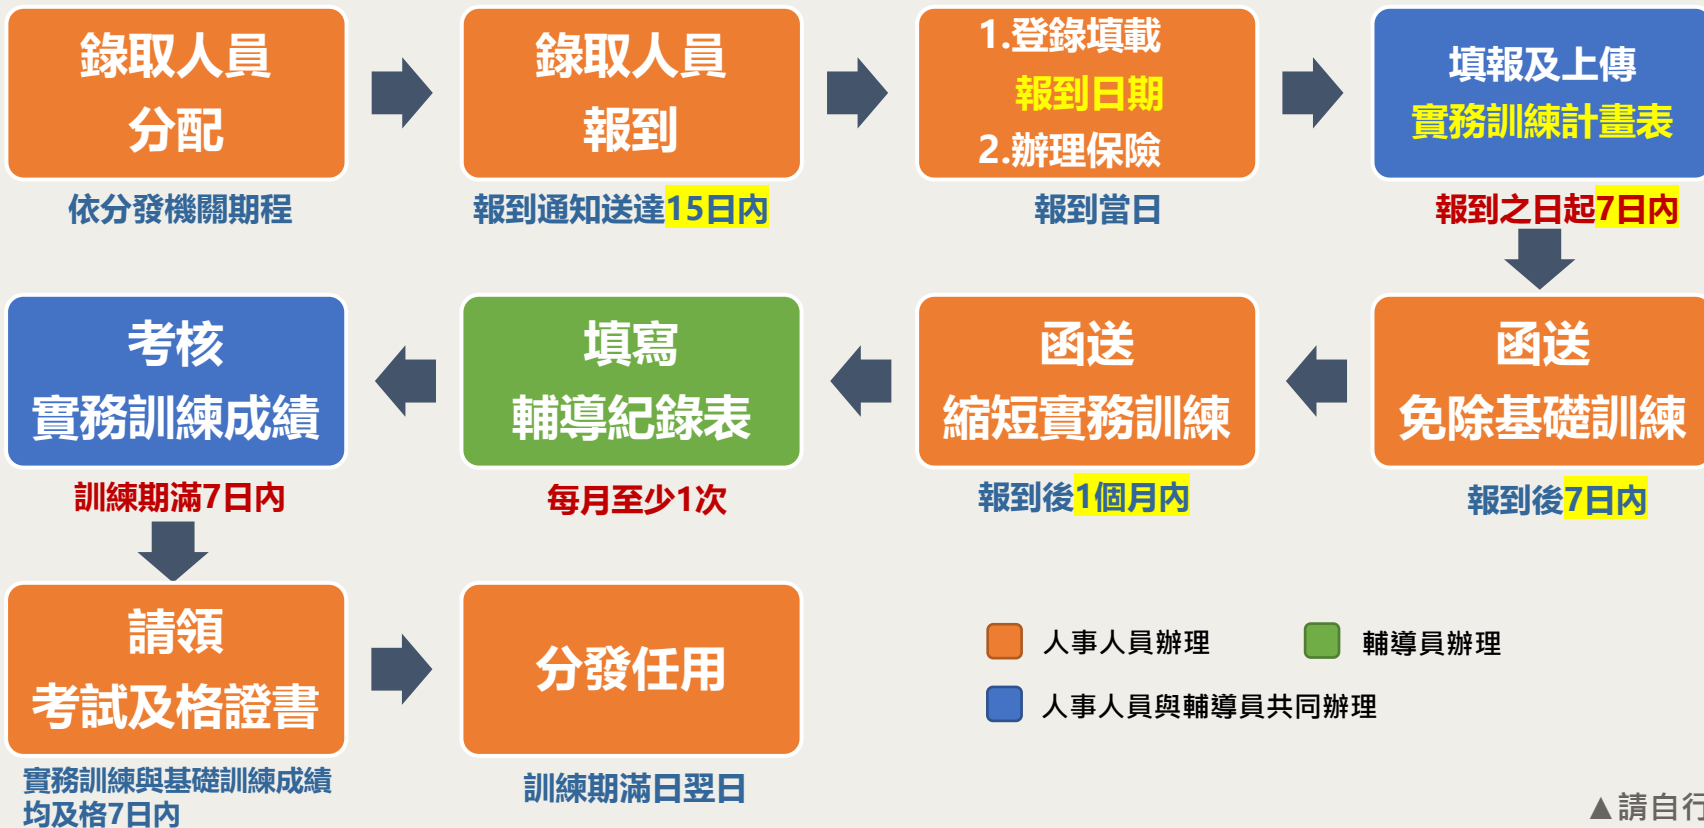 錄取人員
分配
依分發機關期程
錄取人員
報到
報到通知送達15日內
1.登錄填載
報到日期
2.辦理保險
報到當日
填報及上傳
實務訓練計畫表
報到之日起7日內
函送
免除基礎訓練
報到後7日內
函送
縮短實務訓練
報到後1個月內
填寫
輔導紀錄表
每月至少1次
考核
實務訓練成績
訓練期滿7日內
請領
考試及格證書
實務訓練與基礎訓練成績
均及格7日內
分發任用
訓練期滿日翌日
人事人員辦理
輔導員辦理
人事人員與輔導員共同辦理
▲請自行